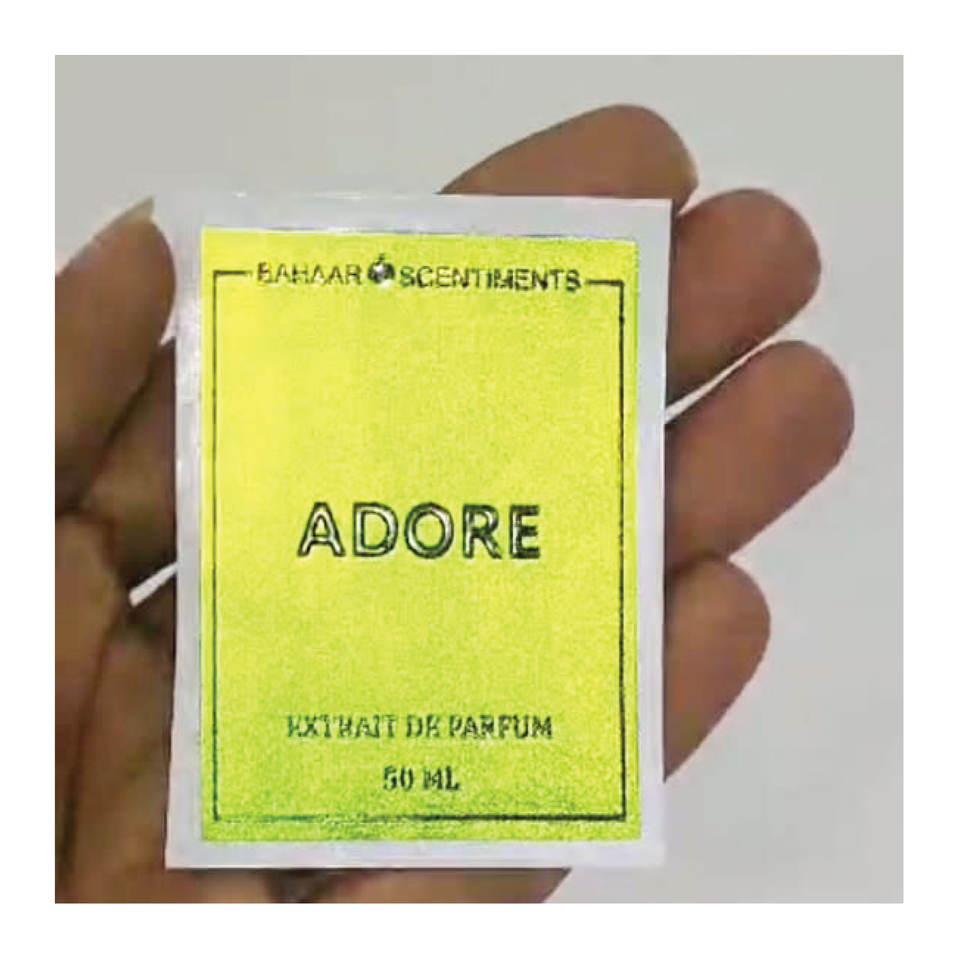 BAHAAR SCENTIMENTS
ADORE
EXTRAIT DE PARFUM
50 ML